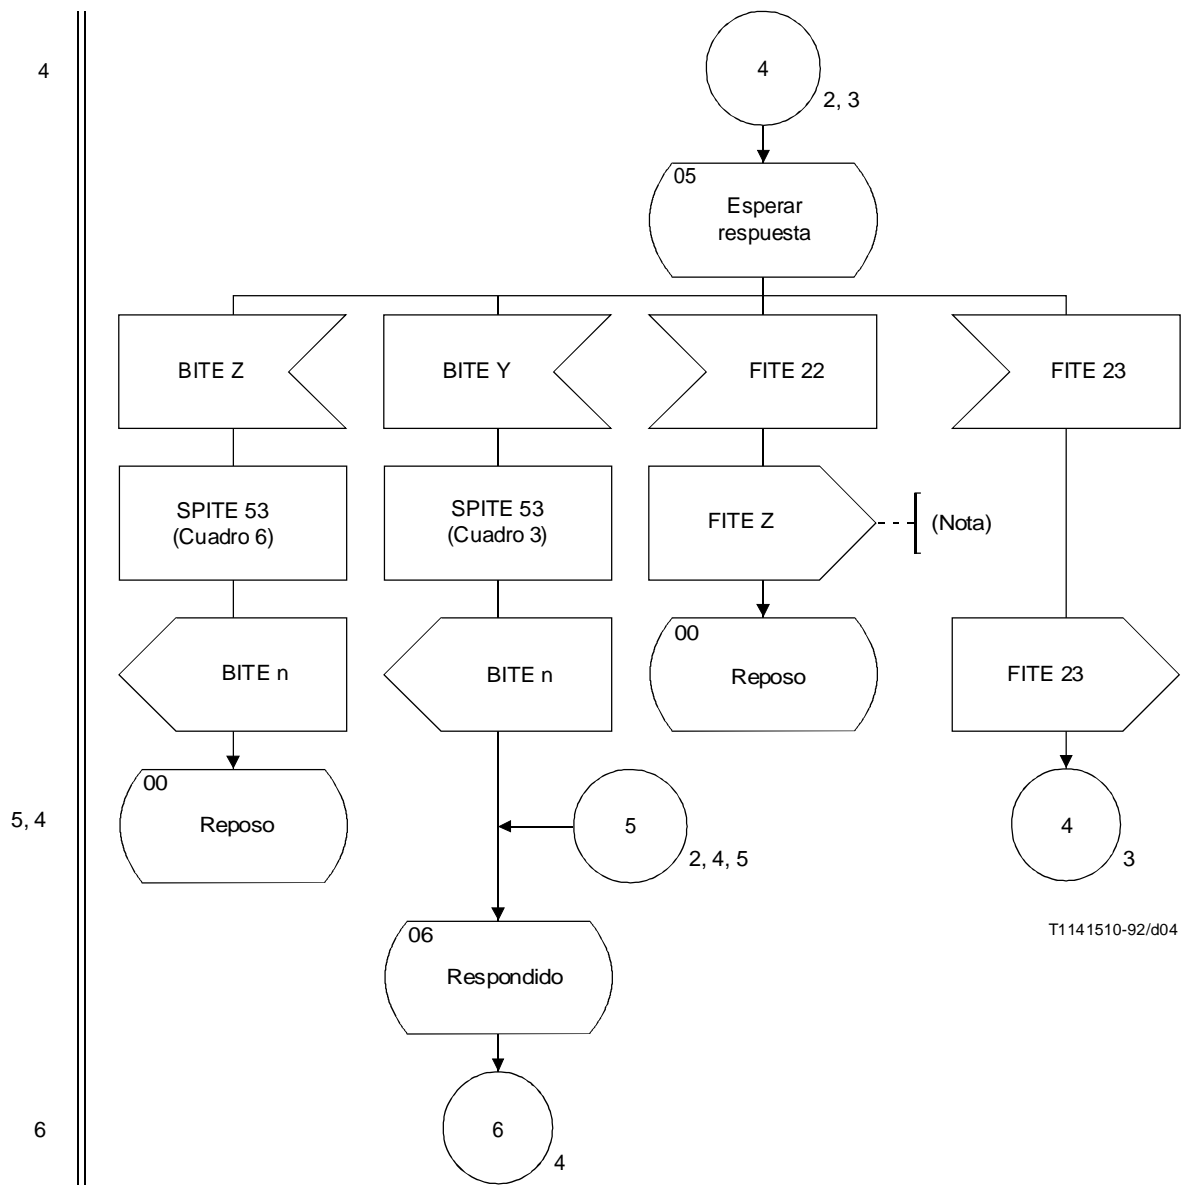 4
4
2, 3
05
Esperar
respuesta
BITE Z
BITE Y
FITE 22
FITE 23
SPITE 53
(Cuadro 6)
SPITE 53
(Cuadro 3)
FITE Z
(Nota)
BITE n
BITE n
00
Reposo
FITE 23
00
Reposo
5, 4
5
2, 4, 5
4
3
06
Respondido
T1141510-92/d04
6
6
4